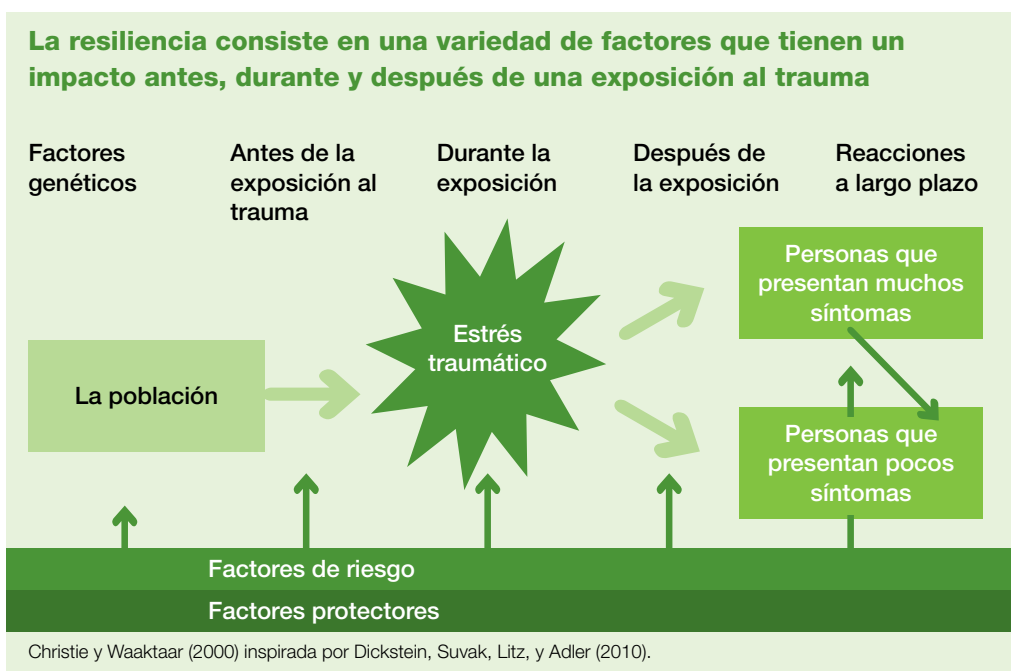 La resiliencia consiste en una variedad de factores que tienen un
impacto antes, durante y después de una exposición al trauma
Factores
genéticos
Antes de la
exposición al
trauma
Durante la
exposición
Después de
la exposición
Reacciones
a largo plazo
La población
Estrés
traumático
Personas que
presentan muchos
síntomas
Personas que
presentan pocos
síntomas
Factores de riesgo
Factores protectores
Christie y Waaktaar (2000) inspirada por Dickstein, Suvak, Litz, y Adler (2010).